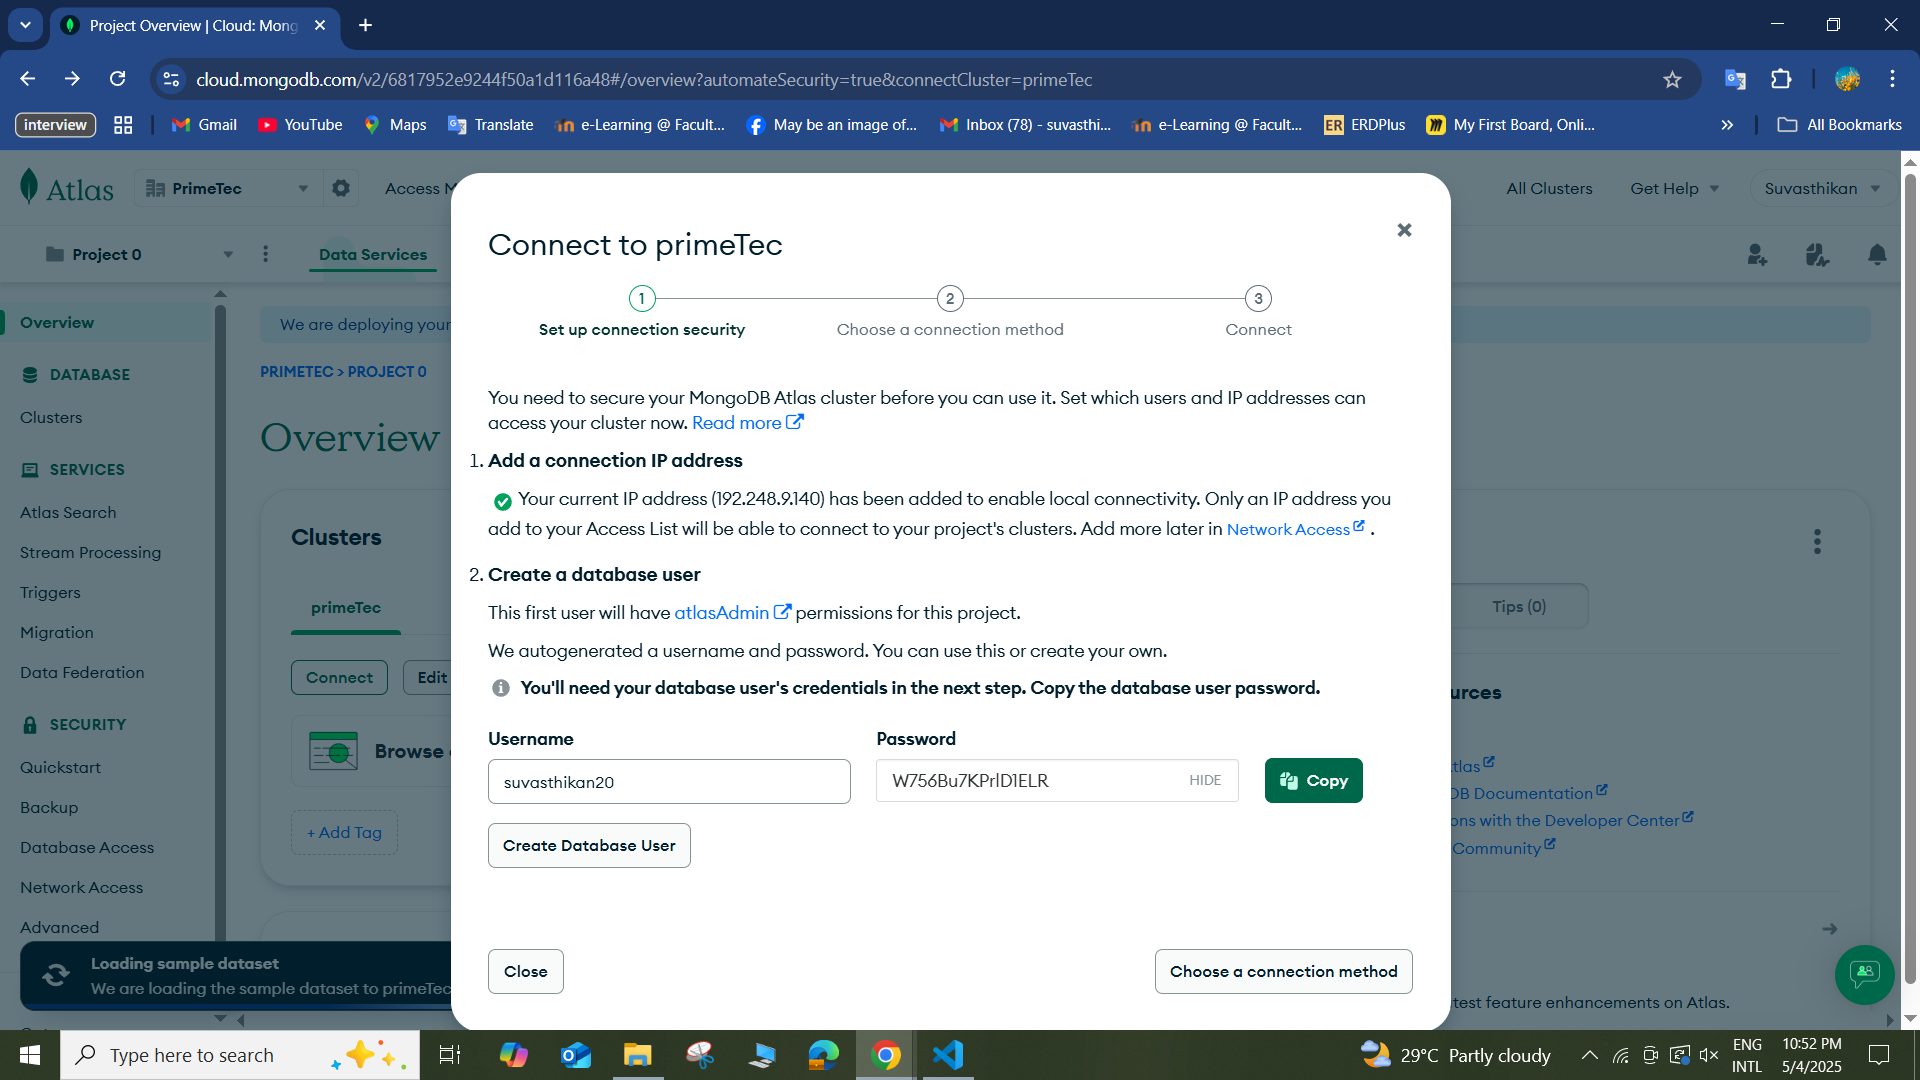 Project Overview | Cloud: Mong
cloud.mongodb.com/v2/6817952e9244f50a1d116a48#/overview?automateSecurity=true&connectCluster=primeTec
interview
Gmail
YouTube
Maps
Translate
e-Learning @ Facult...
May be an image of...
Inbox (78) - suvasthi...
e-Learning @ Facult...
ER ERDPlus
My First Board, Onli...
All Bookmarks
Atlas
PrimeTec
Access M
All Clusters
Get Help
Suvasthikan
Project 0
Data Services
Overview
DATABASE
Clusters
SERVICES
Atlas Search
Stream Processing
Triggers
Migration
Data Federation
SECURITY
Quickstart
Backup
Database Access
Network Access
Advanced
We are deploying your
PRIMETEC > PROJECT 0
Overview
Clusters
primeTec
Connect
Edit
Browse
+ Add Tag
Loading sample dataset
We are loading the sample dataset to primeTec
Connect to primeTec
1
2
3
Set up connection security
Choose a connection method
Connect
You need to secure your MongoDB Atlas cluster before you can use it. Set which users and IP addresses can
access your cluster now. Read more
1. Add a connection IP address
Your current IP address (192.248.9.140) has been added to enable local connectivity. Only an IP address you
add to your Access List will be able to connect to your project's clusters. Add more later in Network Access .
2. Create a database user
This first user will have atlasAdmin permissions for this project.
We autogenerated a username and password. You can use this or create your own.
You'll need your database user's credentials in the next step. Copy the database user password.
Username
Password
suvasthikan20
W756Bu7KPrlD1ELR
HIDE
Copy
Create Database User
Close
Choose a connection method
Tips (0)
urces
tlas
DB Documentation
ons with the Developer Center
Community
test feature enhancements on Atlas.
Type here to search
29°C Partly cloudy
ENG
INTL
10:52 PM
5/4/2025